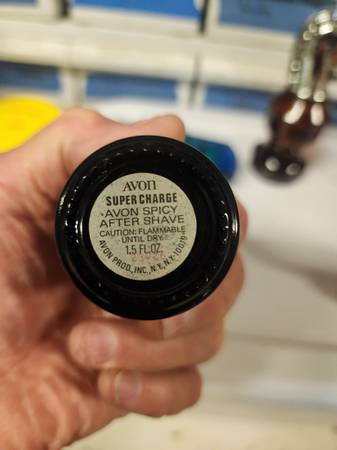 AVON
SUPER CHARGE
AVON SPICY
AFTER SHAVE
CAUTION: FLAMMABLE
UNTIL DRY
1.5 FL. OZ.
AVON PROD., INC., N.Y., N.Y. 10019